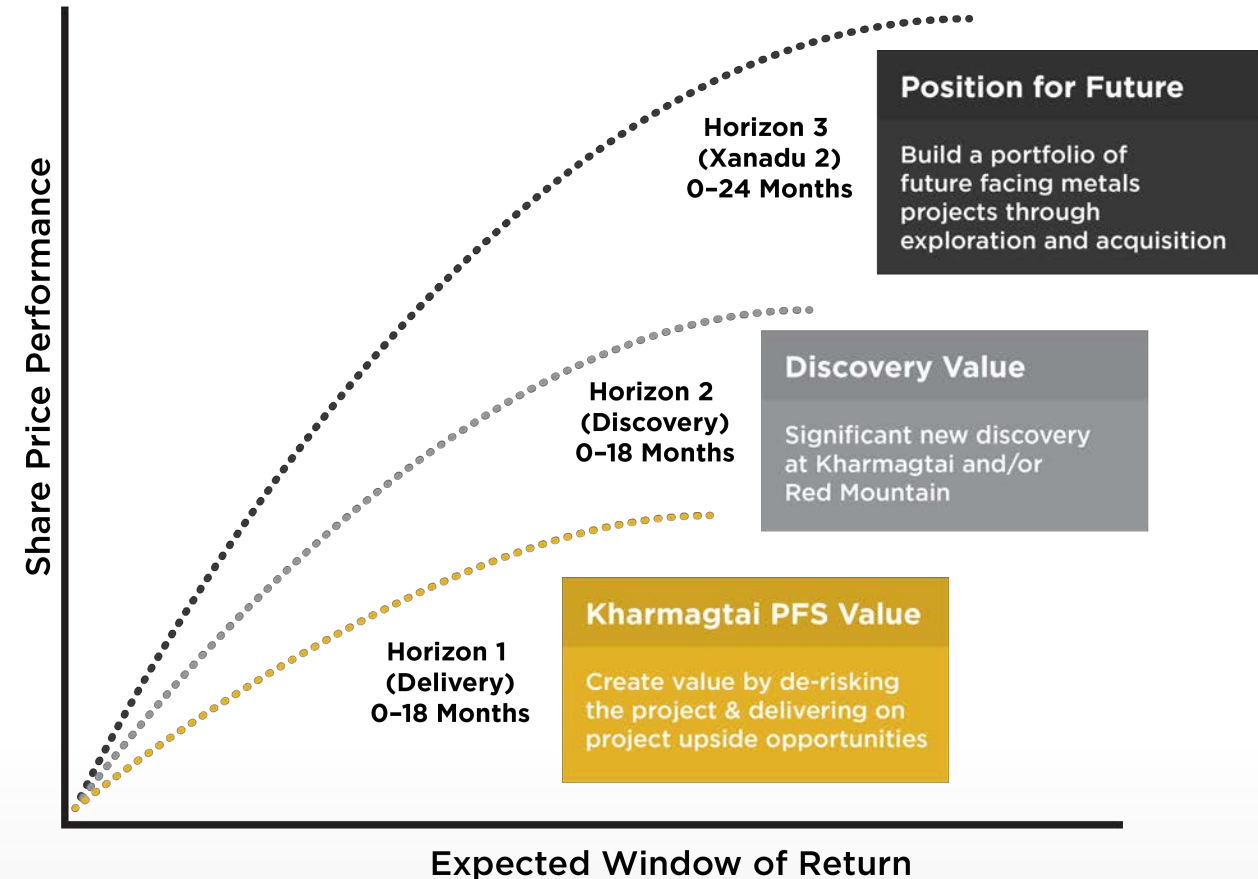 Share Price Performance
Horizon 3
(Xanadu 2)
0–24 Months
Position for Future
Build a portfolio of
future facing metals
projects through
exploration and acquisition
Horizon 2
(Discovery)
0–18 Months
Discovery Value
Significant new discovery
at Kharmagtai and/or
Red Mountain
Horizon 1
(Delivery)
0–18 Months
Kharmagtai PFS Value
Create value by de-risking
the project & delivering on
project upside opportunities
Expected Window of Return